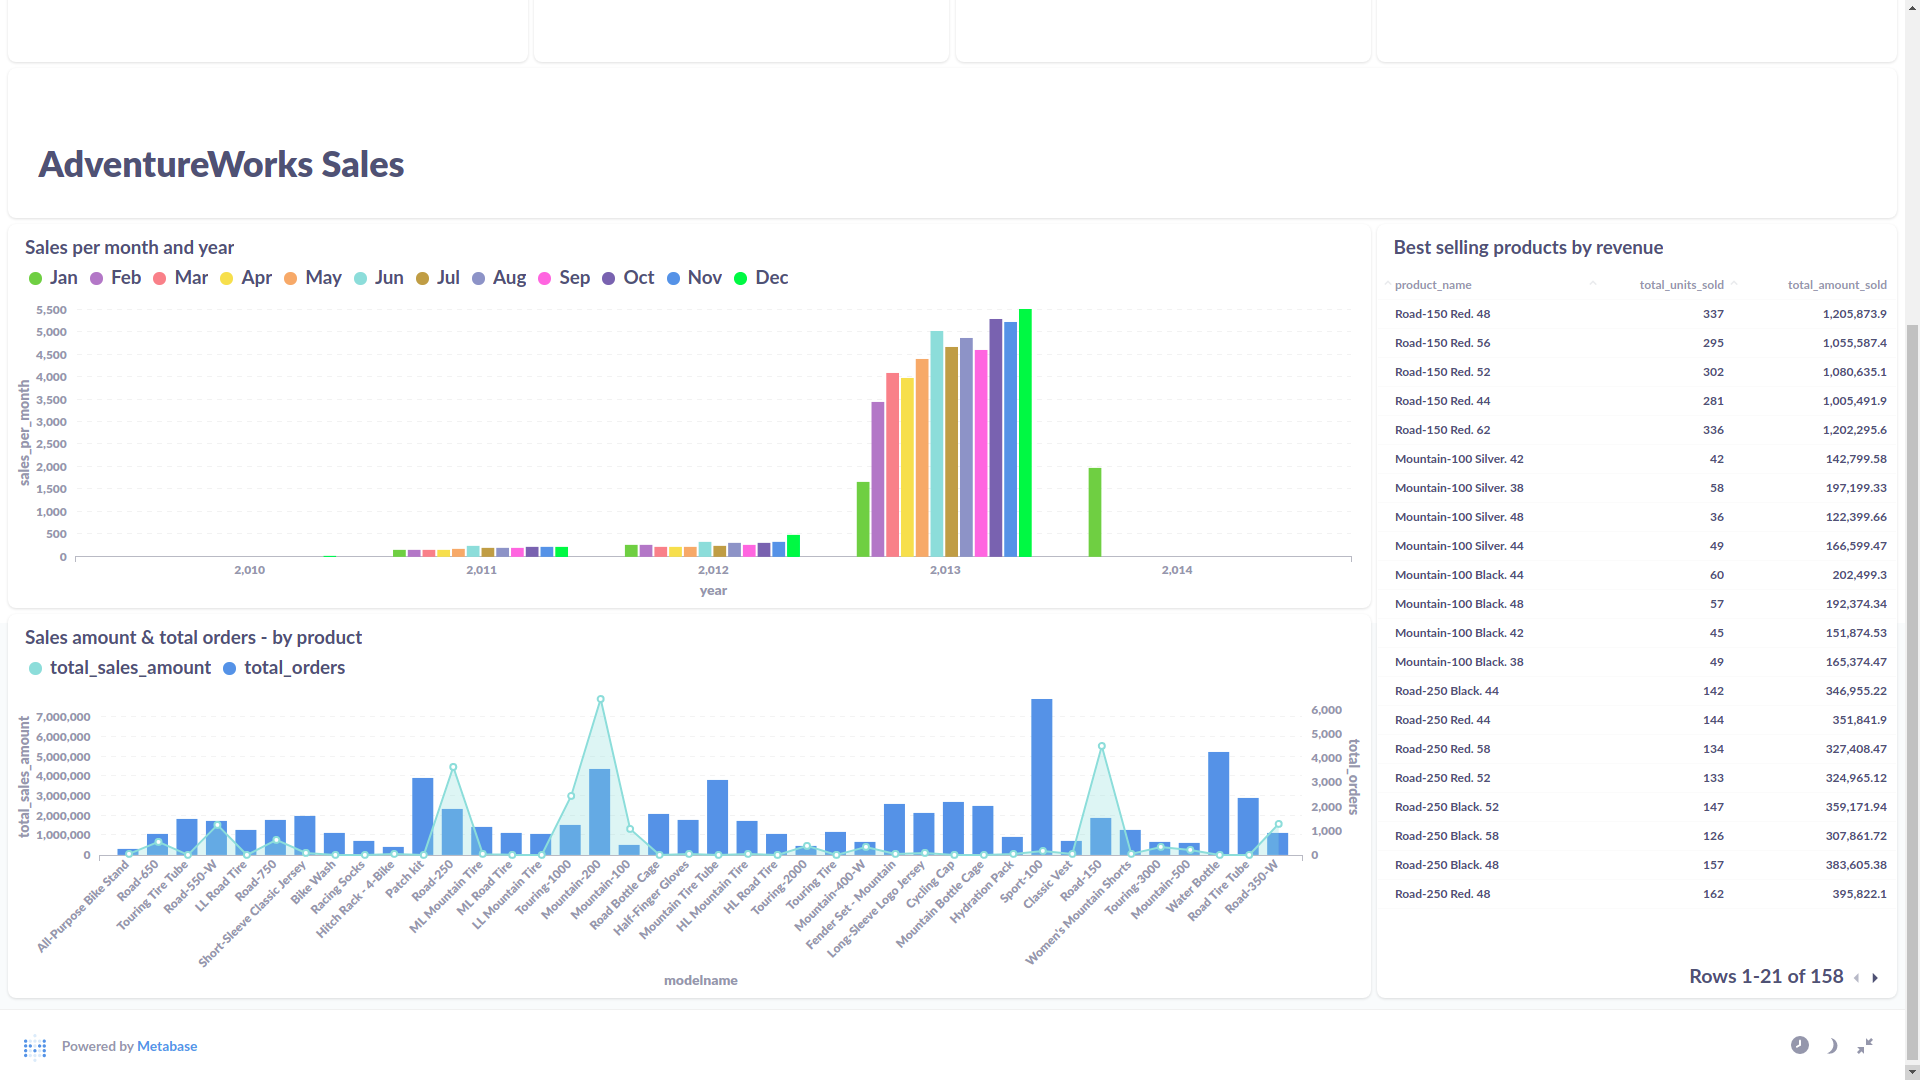 AdventureWorks Sales
Sales per month and year
Jan Feb Mar Apr May Jun Jul Aug Sep Oct Nov Dec
5,500
5,000
4,500
4,000
3,500
3,000
2,500
2,000
1,500
1,000
500
0
sales_per_month
2,010 2,011 2,012 2,013 2,014
year
Sales amount & total orders - by product
total_sales_amount total_orders
7,000,000
6,000,000
5,000,000
4,000,000
3,000,000
2,000,000
1,000,000
0
total_sales_amount
6,000
5,000
4,000
3,000
2,000
1,000
0
total_orders
All-Purpose Bike Stand
Road-650
Touring Tire Tube
Road-550-W
LL Road Tire
Road-750
Short-Sleeve Classic Jersey
Bike Wash
Racing Socks
Hitch Rack - 4-Bike
Patch kit
Road-250
ML Mountain Tire
ML Road Tire
LL Mountain Tire
Touring-1000
Mountain-200
Mountain-100
Road Bottle Cage
Half-Finger Gloves
Mountain Tire Tube
HL Mountain Tire
HL Road Tire
Touring-2000
Touring Tire
Mountain-400-W
Fender Set - Mountain
Long-Sleeve Logo Jersey
Cycling Cap
Mountain Bottle Cage
Hydration Pack
Sport-100
Classic Vest
Road-150
Women's Mountain Shorts
Touring-3000
Mountain-500
Water Bottle
Road Tire Tube
Road-350-W
modelname
Best selling products by revenue
product_name total_units_sold total_amount_sold
Road-150 Red. 48 337 1,205,873.9
Road-150 Red. 56 295 1,055,587.4
Road-150 Red. 52 302 1,080,635.1
Road-150 Red. 44 281 1,005,491.9
Road-150 Red. 62 336 1,202,295.6
Mountain-100 Silver. 42 42 142,799.58
Mountain-100 Silver. 38 58 197,199.33
Mountain-100 Silver. 48 36 122,399.66
Mountain-100 Silver. 44 49 166,599.47
Mountain-100 Black. 44 60 202,499.3
Mountain-100 Black. 48 57 192,374.34
Mountain-100 Black. 42 45 151,874.53
Mountain-100 Black. 38 49 165,374.47
Road-250 Black. 44 142 346,955.22
Road-250 Red. 44 144 351,841.9
Road-250 Red. 58 134 327,408.47
Road-250 Red. 52 133 324,965.12
Road-250 Black. 52 147 359,171.94
Road-250 Black. 58 126 307,861.72
Road-250 Black. 48 157 383,605.38
Road-250 Red. 48 162 395,822.1
Rows 1-21 of 158
Powered by Metabase